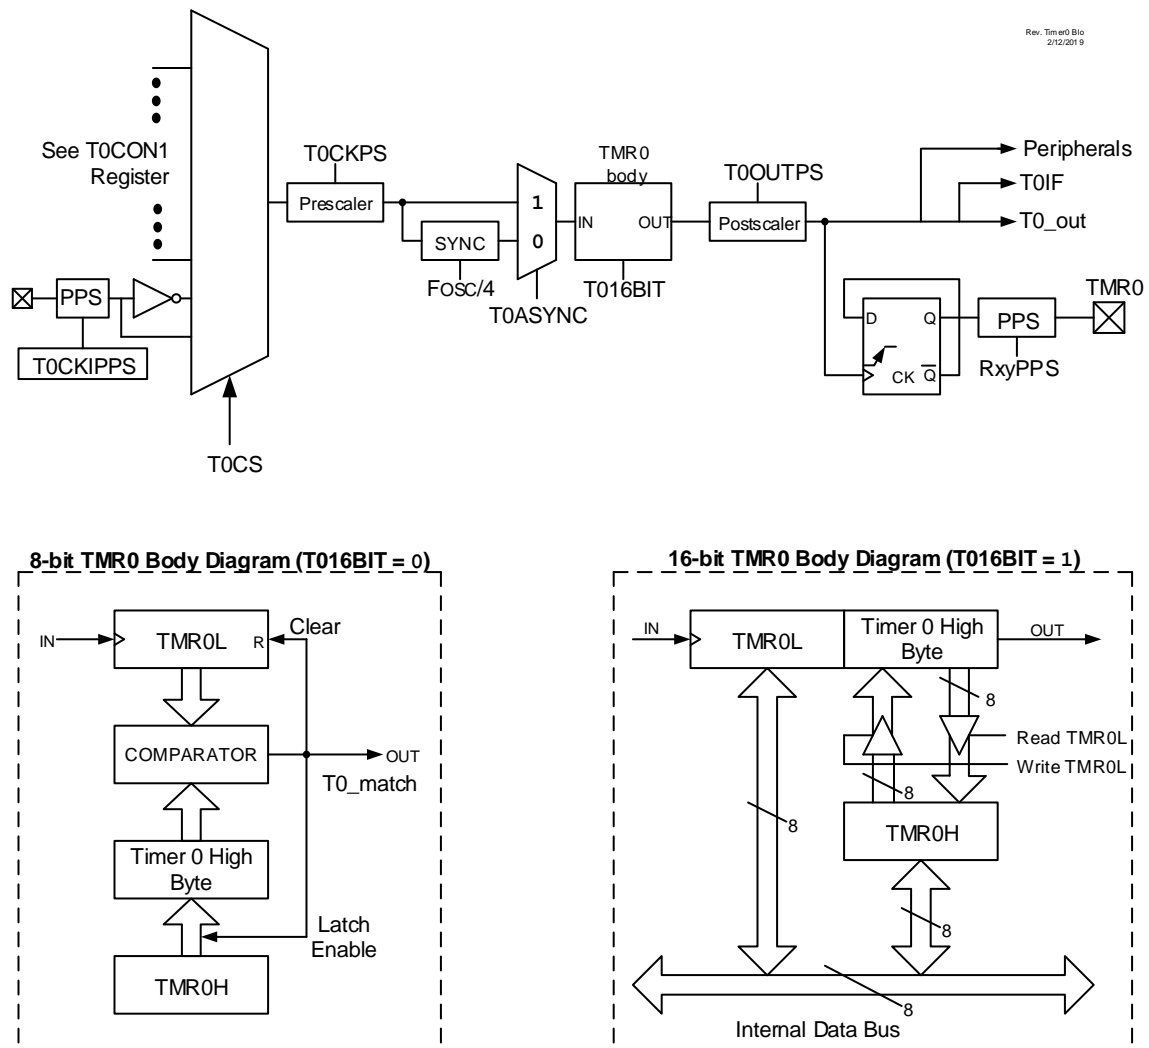 Rev. Timer0 Blo
2/12/2019
See T0CON1
Register
T0CKPS
Prescaler
SYNC
FOSC/4
1
0
T0ASYNC
TMR0
body
IN
OUT
T016BIT
T0OUTPS
Postscaler
Peripherals
T0IF
T0_out
TMR0
D
Q
CK
Q
PPS
RxyPPS
PPS
T0CKIPPS
T0CS
8-bit TMR0 Body Diagram (T016BIT = 0)
IN
TMR0L
R
Clear
COMPARATOR
OUT
T0_match
Timer 0 High
Byte
Latch
Enable
TMR0H
16-bit TMR0 Body Diagram (T016BIT = 1)
IN
TMR0L
Timer 0 High
Byte
OUT
8
Read TMR0L
Write TMR0L
8
8
TMR0H
8
8
Internal Data Bus